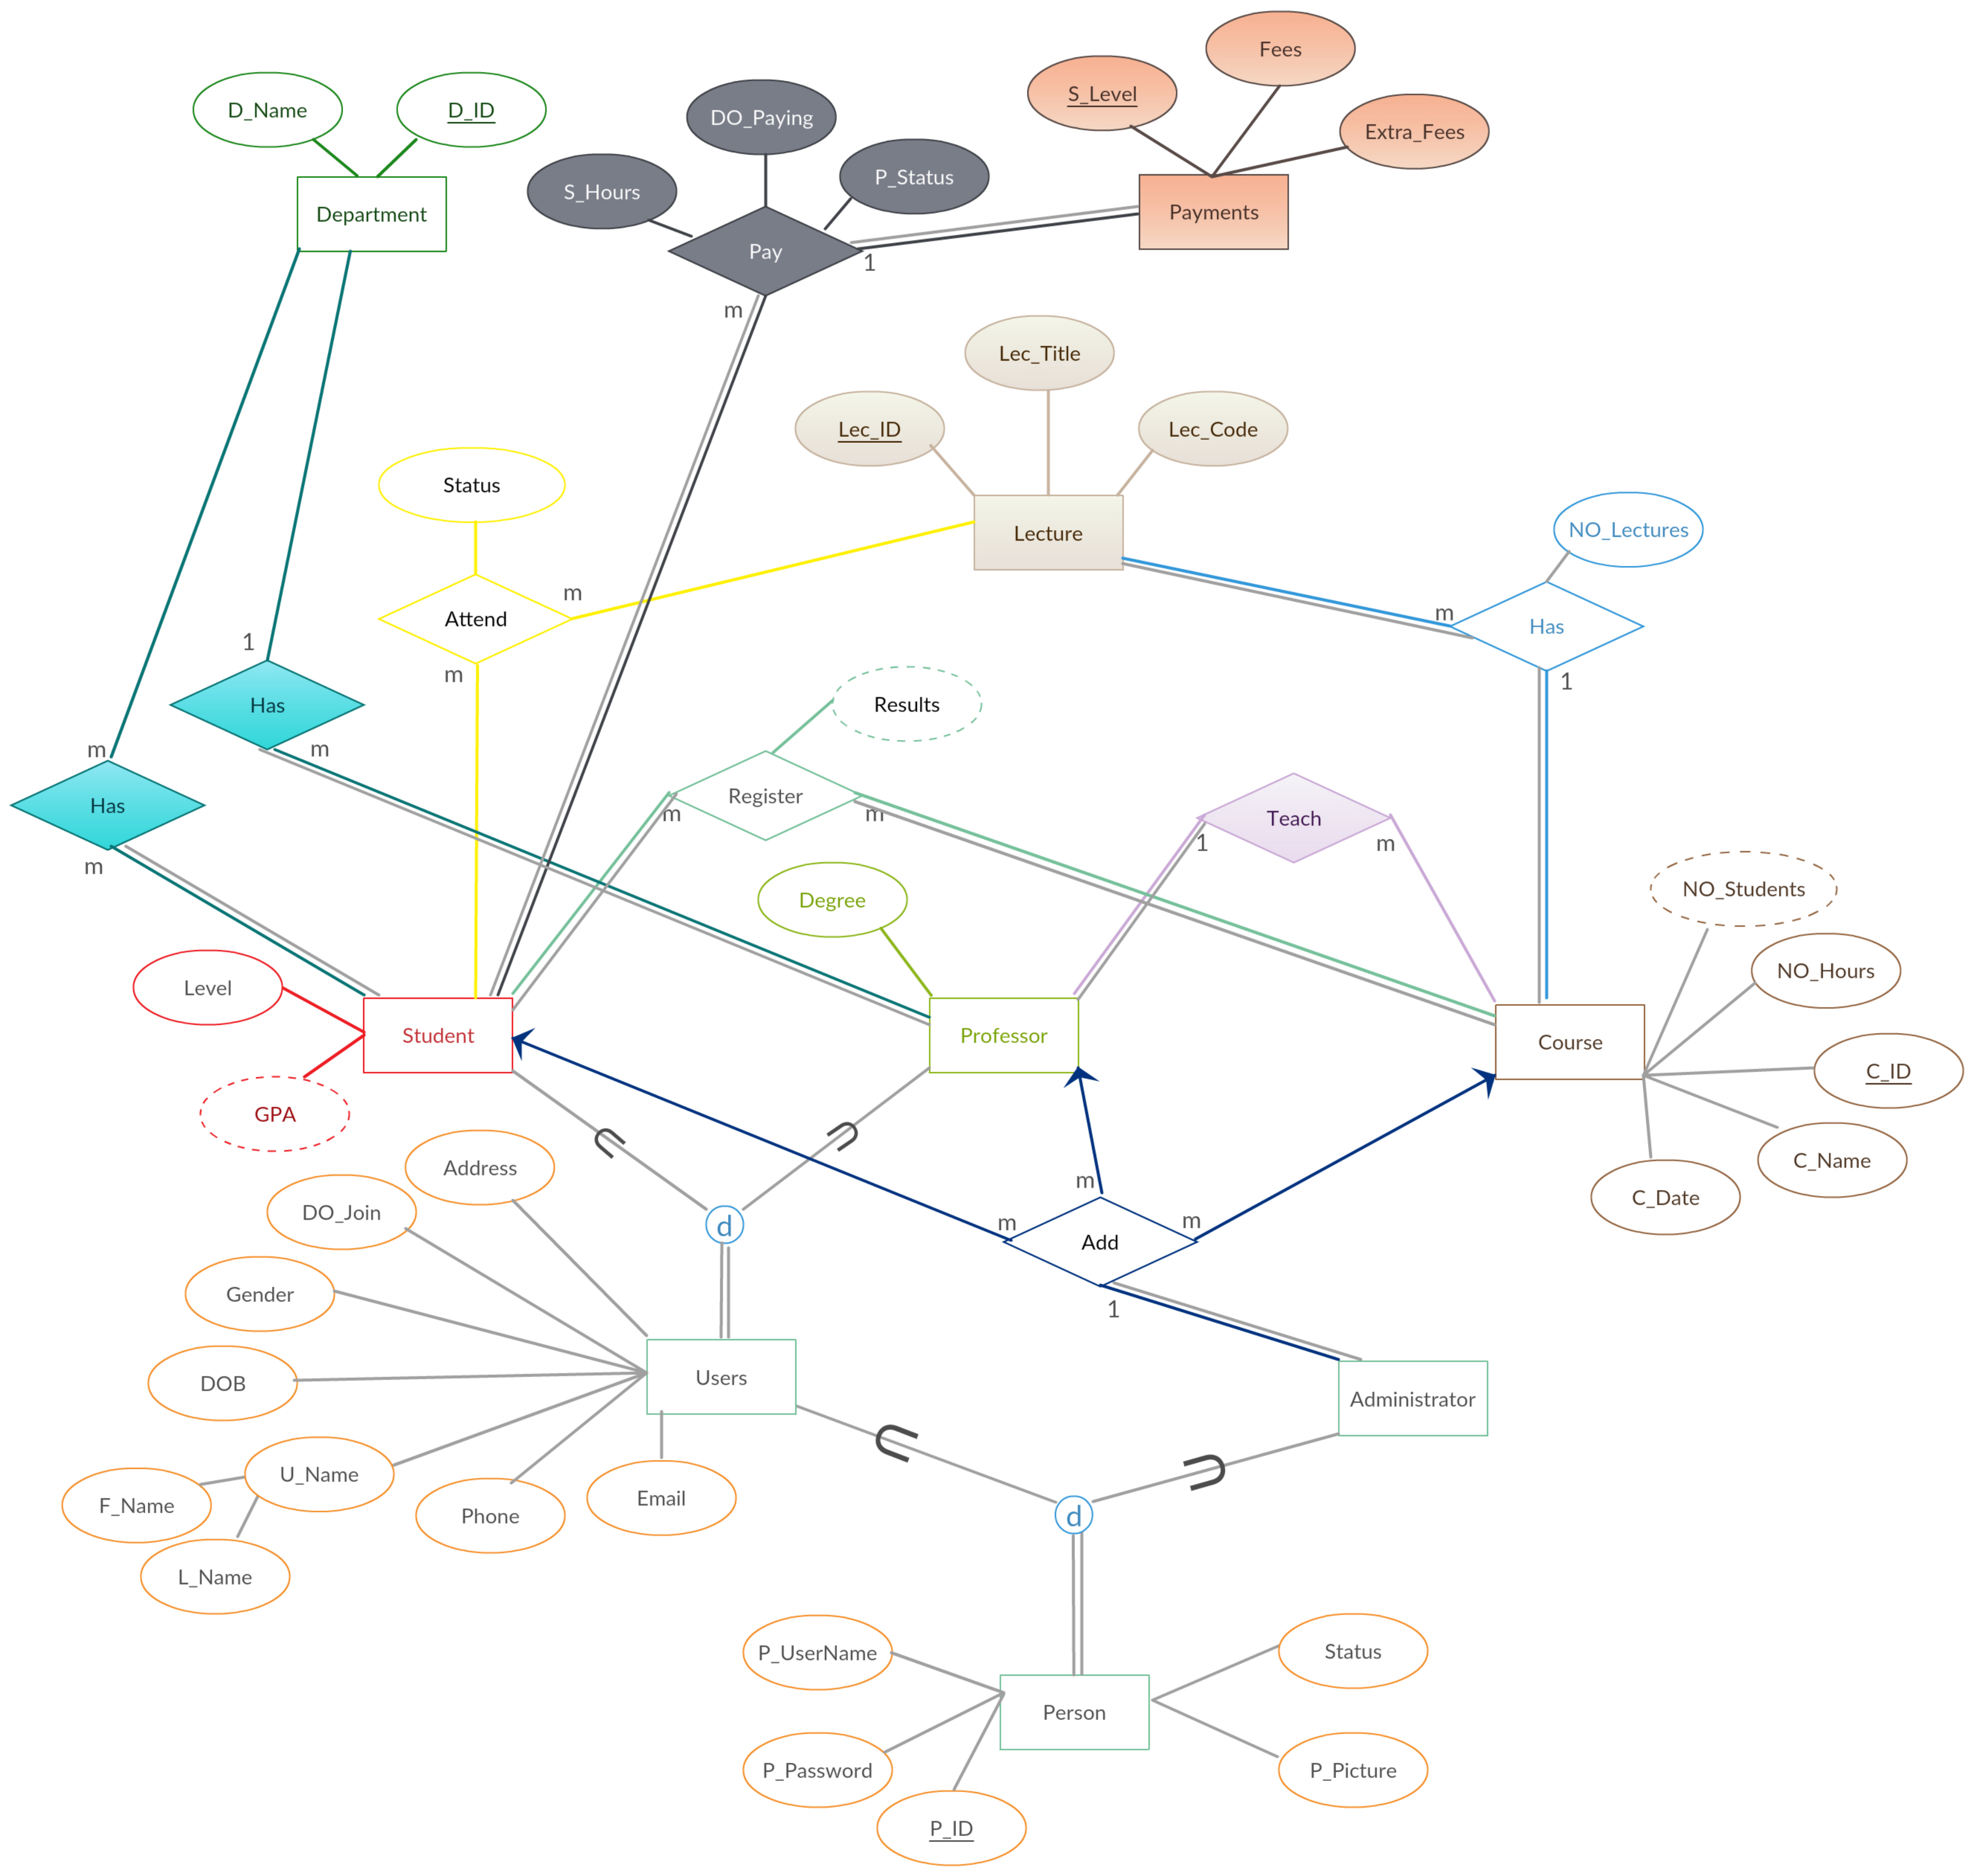 Fees
S_Level
D_Name
D_ID
DO_Paying
Extra_Fees
S_Hours
P_Status
Department
Payments
Pay
1
m
Lec_Title
Lec_ID
Lec_Code
Status
NO_Lectures
Lecture
m
Attend
m
Has
1
m
1
Has
Results
m
m
Has
Register
m
m
Teach
1
m
m
Degree
NO_Students
Level
NO_Hours
Student
Professor
Course
C_ID
GPA
Address
C_Name
m
C_Date
DO_Join
d
m
m
Add
Gender
1
DOB
Users
Administrator
U_Name
F_Name
Email
Phone
d
L_Name
P_UserName
Status
Person
P_Password
P_Picture
P_ID